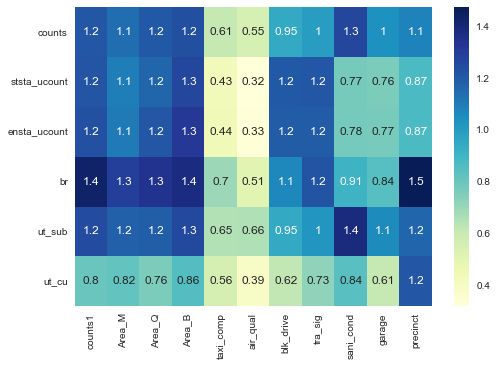 counts 1.2 1.1 1.2 1.2 0.61 0.55 0.95 1 1.3 1 1.1
ststa_ucount 1.2 1.1 1.2 1.3 0.43 0.32 1.2 1.2 0.77 0.76 0.87
ensta_ucount 1.2 1.1 1.2 1.3 0.44 0.33 1.2 1.2 0.78 0.77 0.87
br 1.4 1.3 1.3 1.4 0.7 0.51 1.1 1.2 0.91 0.84 1.5
ut_sub 1.2 1.2 1.2 1.3 0.65 0.66 0.95 1 1.4 1.1 1.2
ut_cu 0.8 0.82 0.76 0.86 0.56 0.39 0.62 0.73 0.84 0.61 1.2
counts1 Area_M Area_Q Area_B taxi_comp air_qual blk_drive tra_sig sani_cond garage precinct
1.4
1.2
1.0
0.8
0.6
0.4